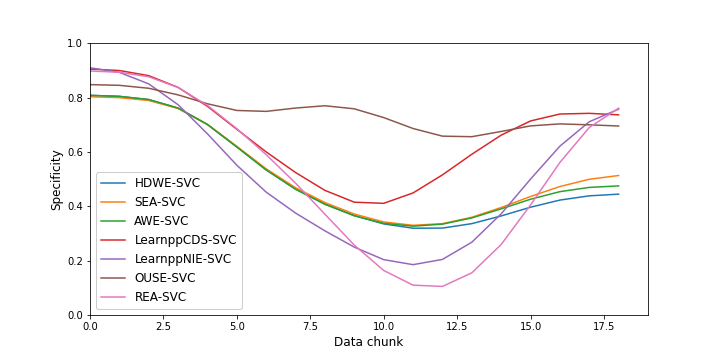 1.0
0.8
0.6
0.4
0.2
0.0
Specificity
HDWE-SVC
SEA-SVC
AWE-SVC
LearnppCDS-SVC
LearnppNIE-SVC
OUSE-SVC
REA-SVC
0.0 2.5 5.0 7.5 10.0 12.5 15.0 17.5
Data chunk